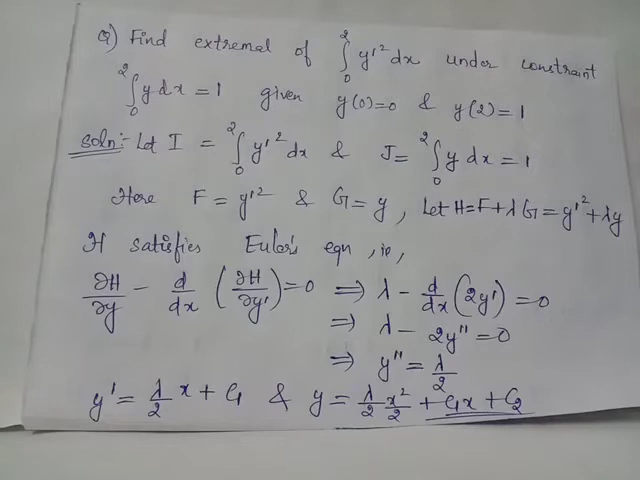 Q) Find extremal of ∫₀² y'² dx under constraint
∫₀² y dx = 1 given y(0)=0 & y(2)=1
Soln:- Let I = ∫₀² y'² dx & J = ∫₀² y dx = 1
Here F = y'² & G = y, Let H = F + λG = y'² + λy
H satisfies Euler's eqn, ie,
∂H/∂y - d/dx (∂H/∂y') = 0 ⇒ λ - d/dx (2y') = 0
⇒ λ - 2y'' = 0
⇒ y'' = λ/2
y' = λ/2 x + C₁ & y = λ/2 x²/2 + C₁x + C₂